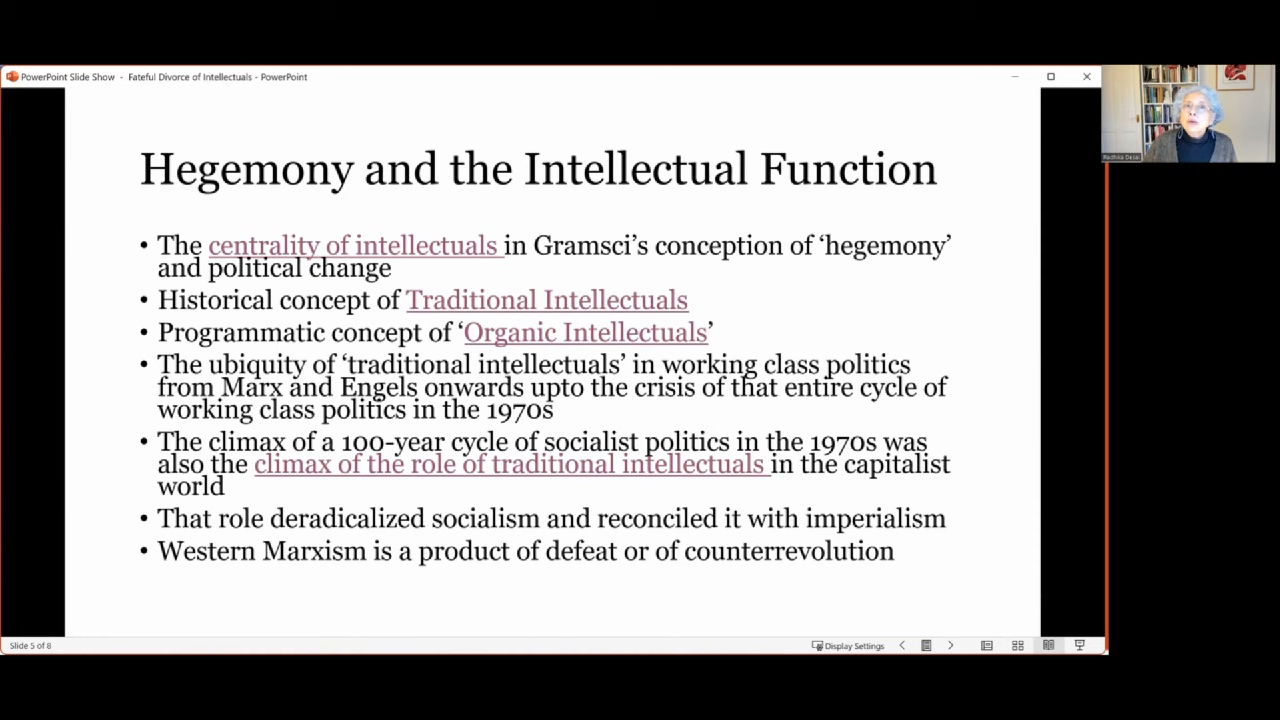 PowerPoint Slide Show - Fateful Divorce of Intellectuals - PowerPoint
Radhika Desai
Hegemony and the Intellectual Function
• The centrality of intellectuals in Gramsci's conception of 'hegemony'
and political change
• Historical concept of Traditional Intellectuals
• Programmatic concept of 'Organic Intellectuals'
• The ubiquity of 'traditional intellectuals' in working class politics
from Marx and Engels onwards upto the crisis of that entire cycle of
working class politics in the 1970s
• The climax of a 100-year cycle of socialist politics in the 1970s was
also the climax of the role of traditional intellectuals in the capitalist
world
• That role deradicalized socialism and reconciled it with imperialism
• Western Marxism is a product of defeat or of counterrevolution
Slide 5 of 8
Display Settings